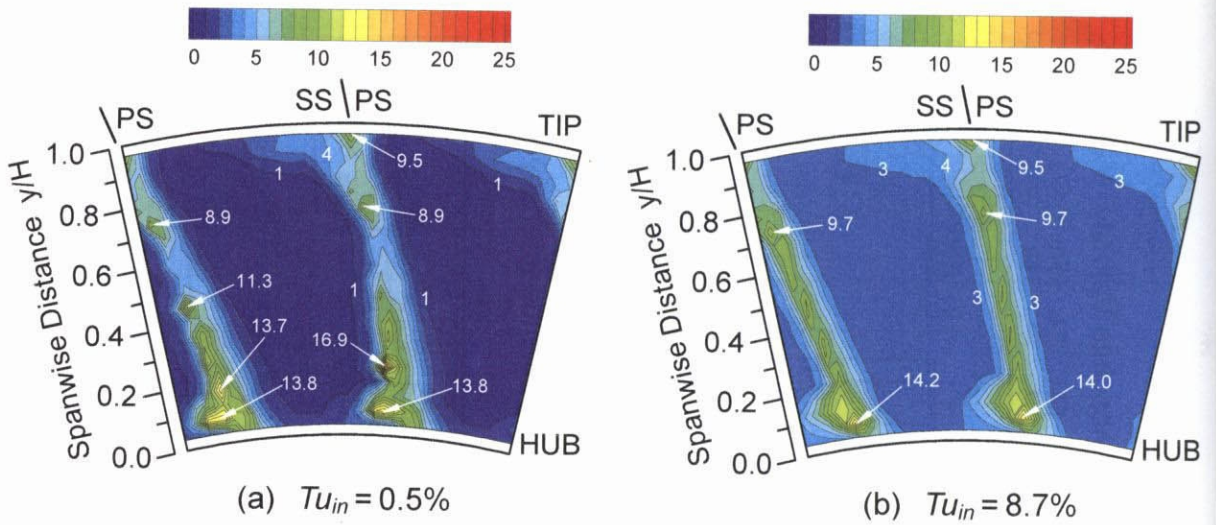 0 5 10 15 20 25
0 5 10 15 20 25
PS SS PS TIP
PS SS PS TIP
1.0 0.8 0.6 0.4 0.2 0.0
Spanwise Distance y/H
1 4 9.5 1
8.9 8.9
11.3 1 1
13.7 16.9
13.8 13.8
HUB
1.0 0.8 0.6 0.4 0.2 0.0
Spanwise Distance y/H
3 4 9.5 3
9.7 9.7
3 3
14.2 14.0
HUB
(a) Tuin = 0.5%
(b) Tuin = 8.7%